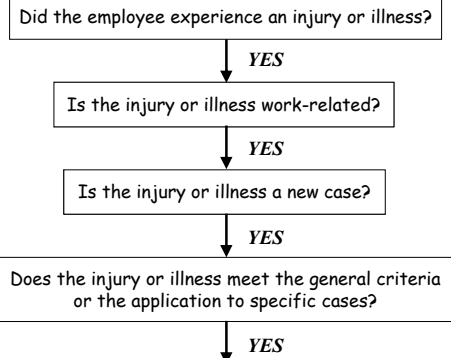 Did the employee experience an injury or illness?
YES
Is the injury or illness work-related?
YES
Is the injury or illness a new case?
YES
Does the injury or illness meet the general criteria
or the application to specific cases?
YES